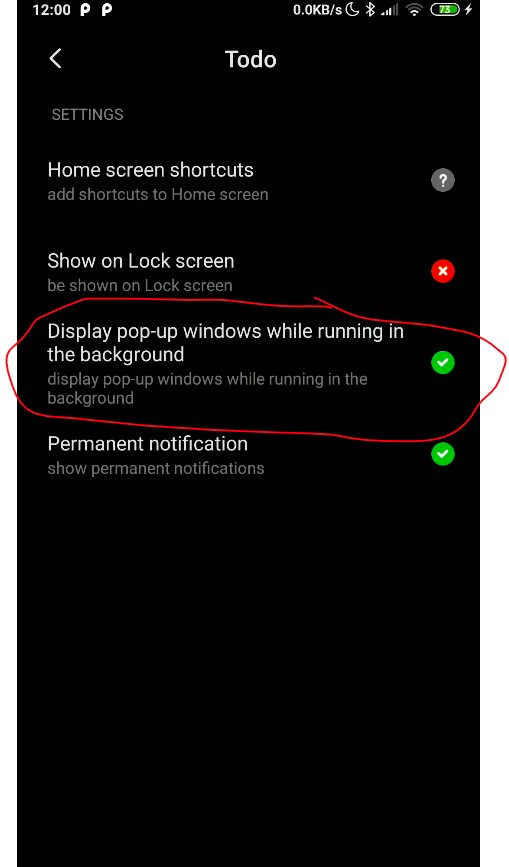 12:00 P P 0.0KB/s 73
Todo
SETTINGS
Home screen shortcuts
add shortcuts to Home screen
?
Show on Lock screen
be shown on Lock screen
Display pop-up windows while running in
the background
display pop-up windows while running in the
background
Permanent notification
show permanent notifications